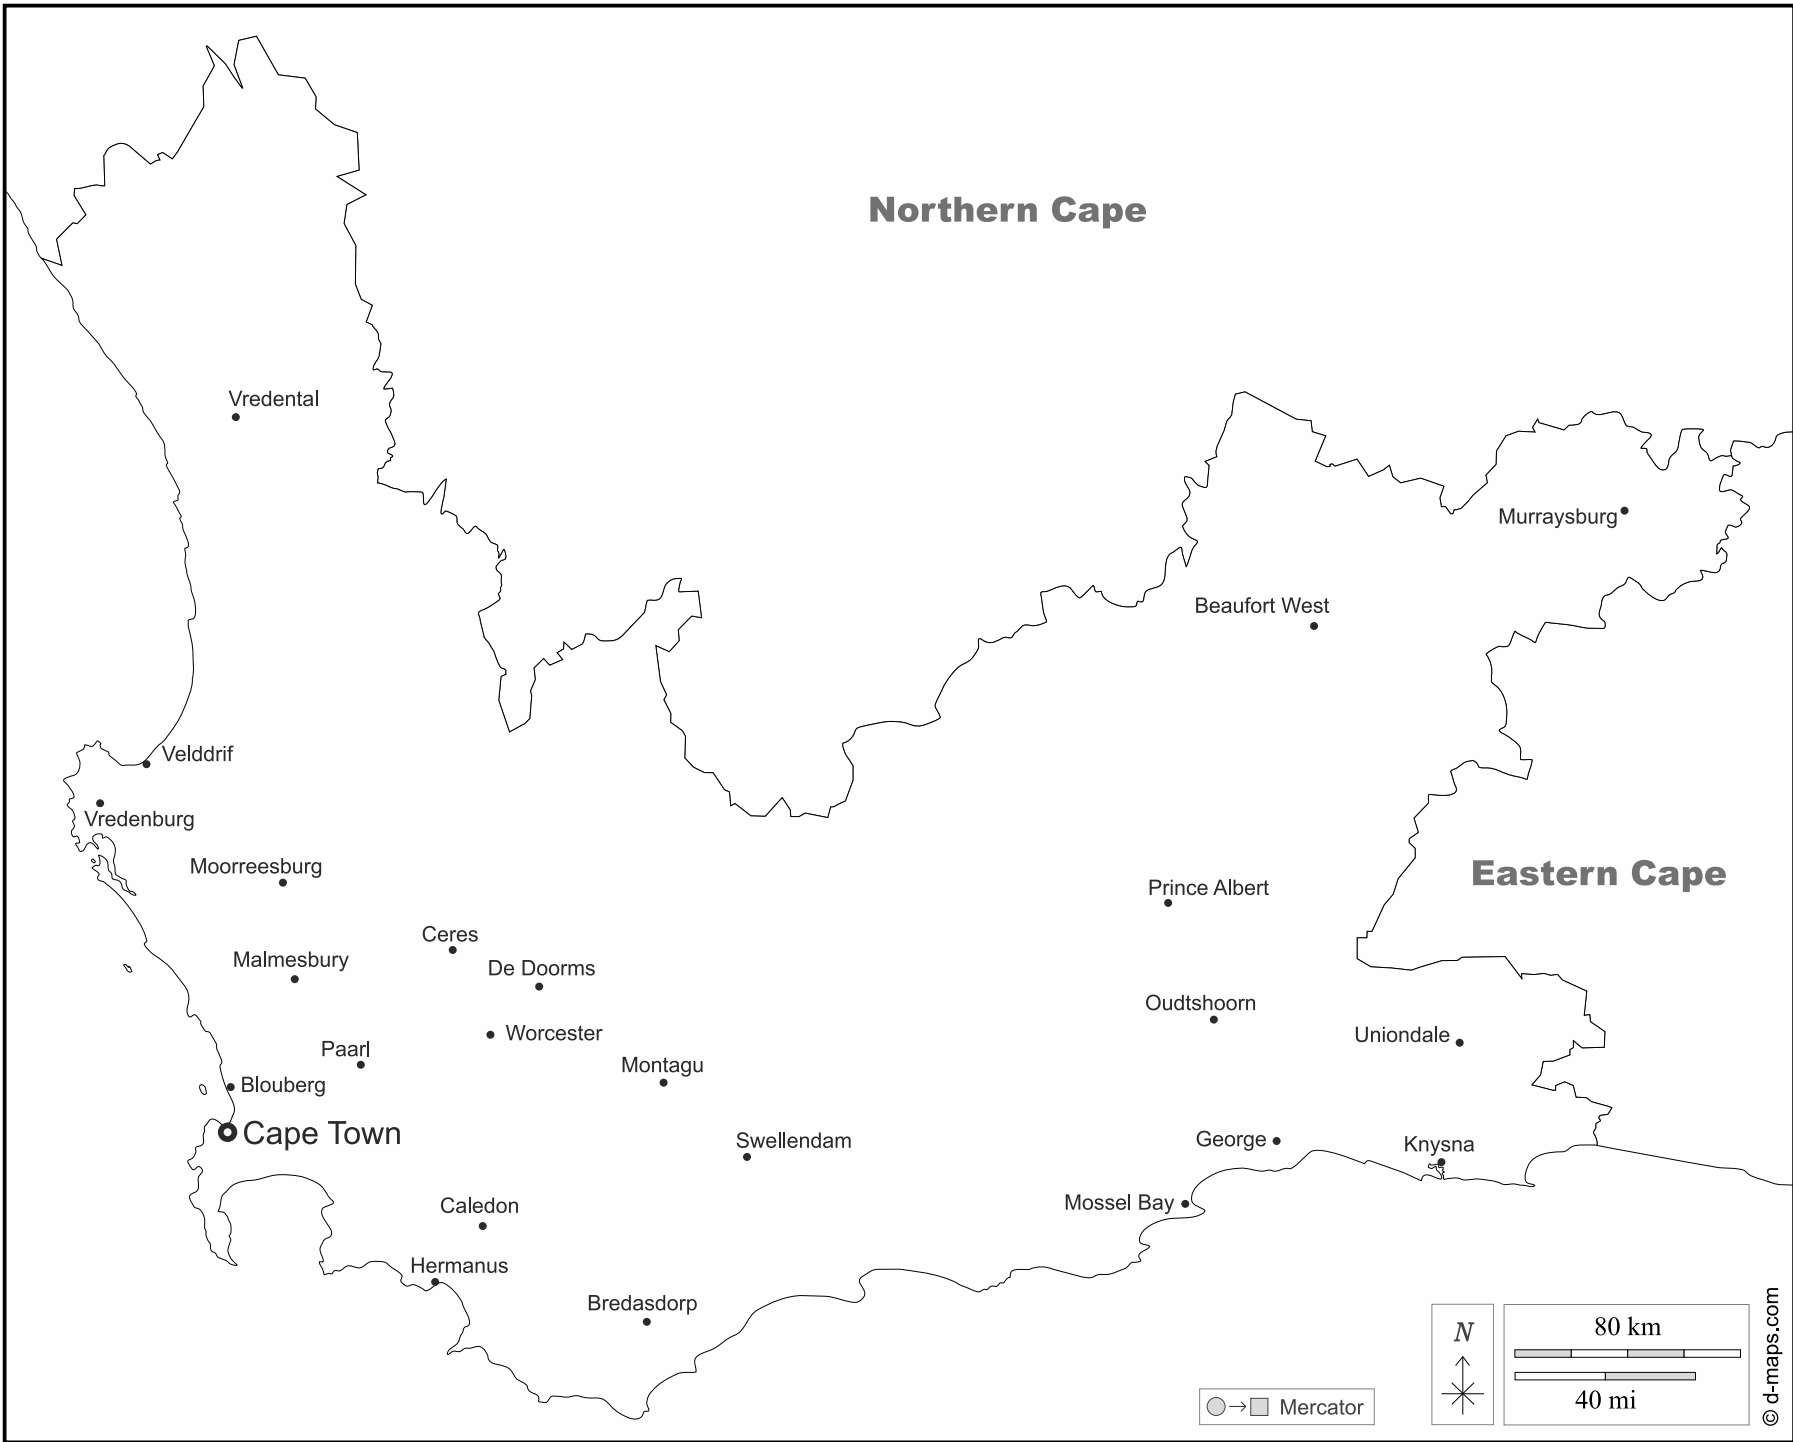 Northern Cape
Vredental
Murraysburg
Beaufort West
Velddrif
Vredenburg
Moorreesburg
Eastern Cape
Prince Albert
Ceres
Malmesbury
De Doorms
Oudtshoorn
Worcester
Uniondale
Paarl
Montagu
Blouberg
Cape Town
Swellendam
George
Knysna
Caledon
Mossel Bay
Hermanus
Bredasdorp
N
80 km
40 mi
Mercator
© d-maps.com